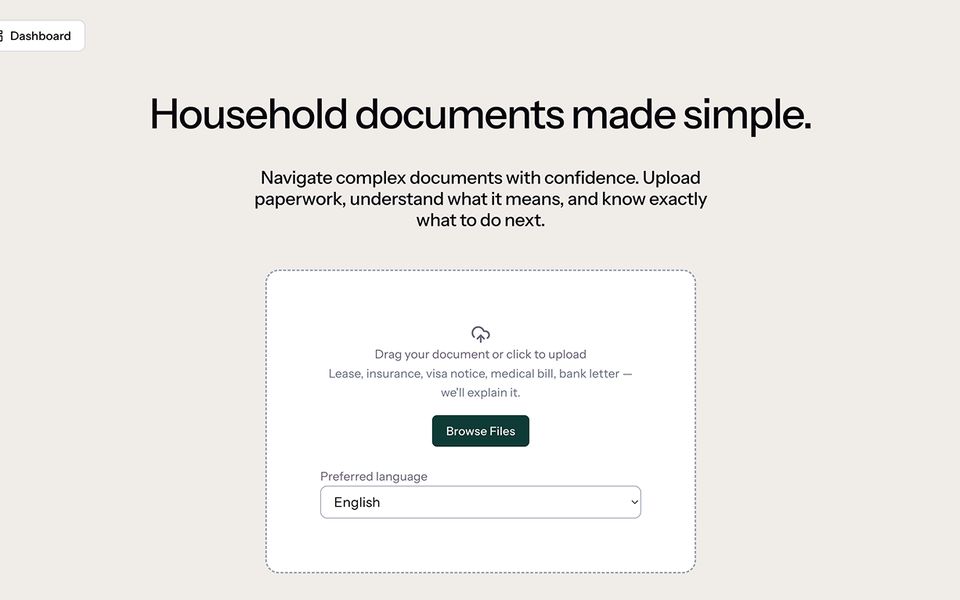 Dashboard
Household documents made simple.
Navigate complex documents with confidence. Upload
paperwork, understand what it means, and know exactly
what to do next.
Drag your document or click to upload
Lease, insurance, visa notice, medical bill, bank letter —
we'll explain it.
Browse Files
Preferred language
English